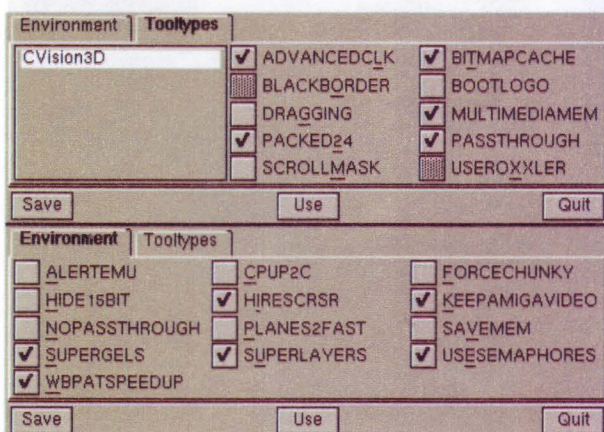 Environment Tooltypes
CVision3D
ADVANCEDCLK BITMAPCACHE
BLACKBORDER BOOTLOGO
DRAGGING MULTIMEDIAMEM
PACKED24 PASSTHROUGH
SCROLLMASK USEROXXLER
Save Use Quit
Environment Tooltypes
ALERTEMU CPUP2C FORCECHUNKY
HIDE15BIT HIRESCRSR KEEPAMIGAVIDEO
NOPASSTHROUGH PLANES2FAST SAVEMEM
SUPERGELS SUPERLAYERS USESEMAPHORES
WBPATSPEEDUP
Save Use Quit